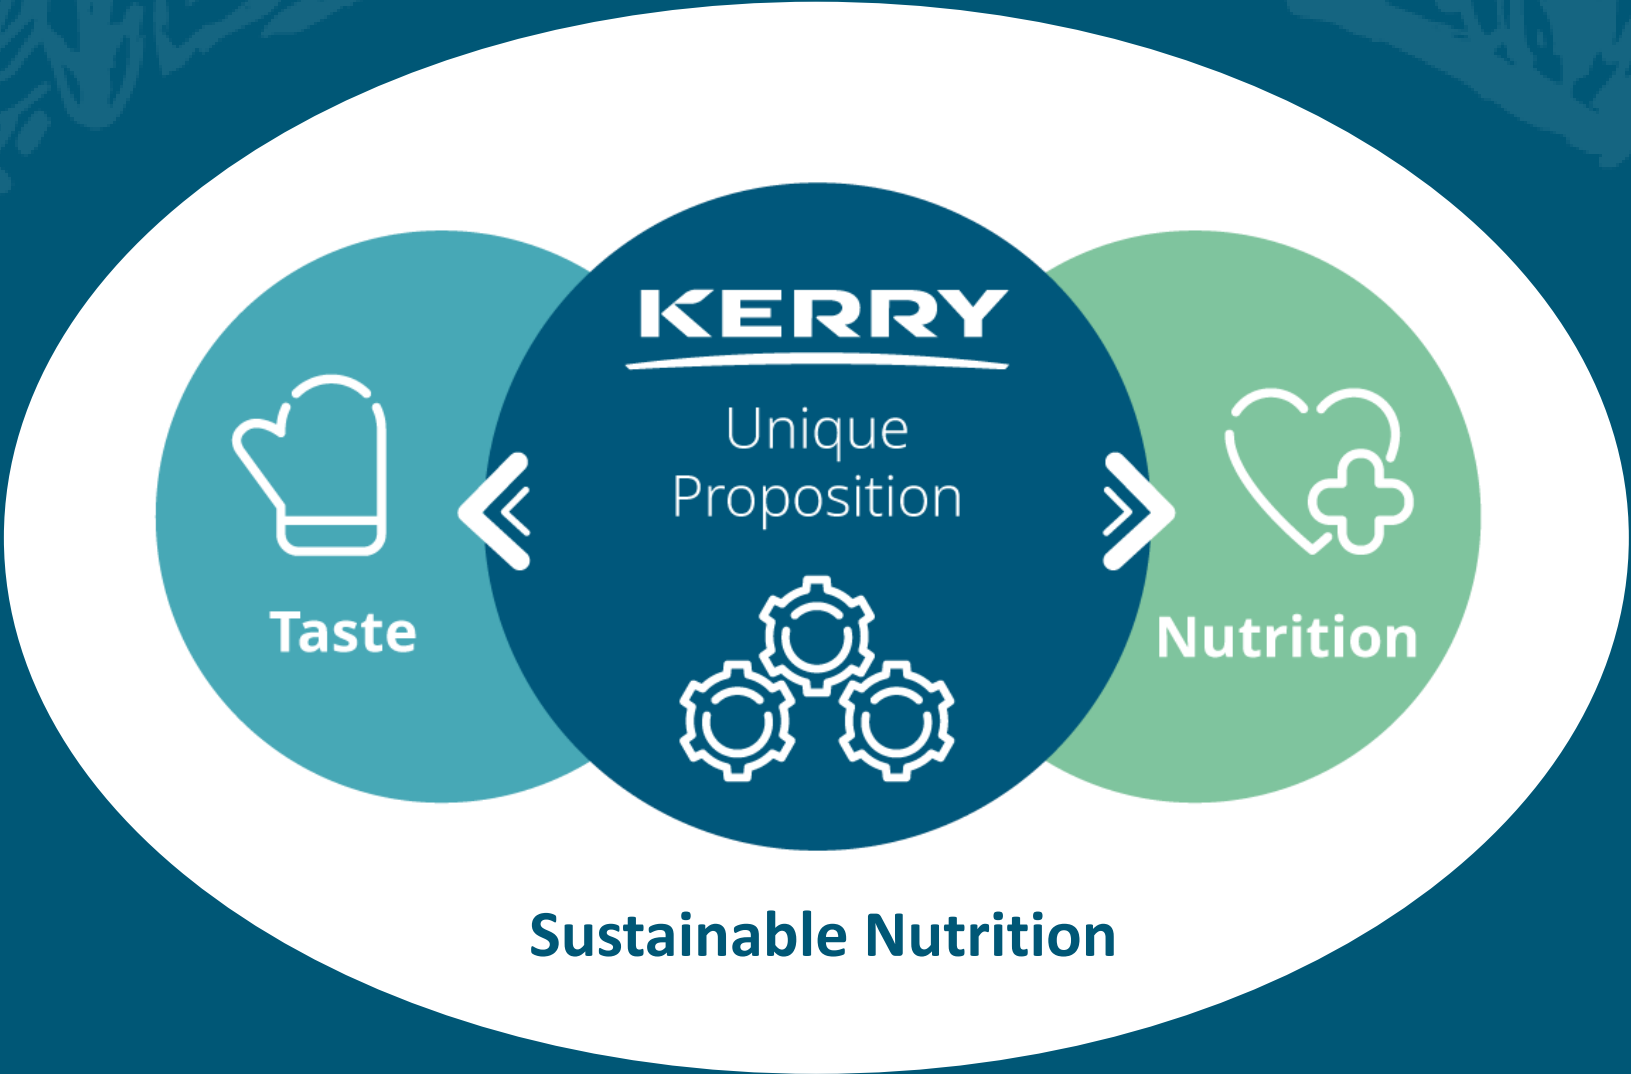 KERRY
Unique
Proposition
Taste
Nutrition
Sustainable Nutrition